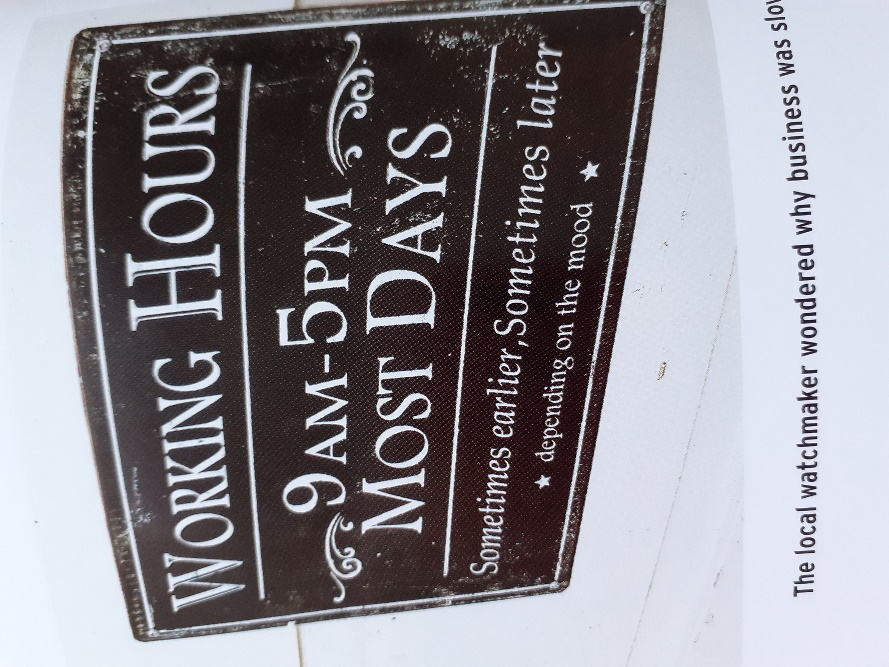 WORKING HOURS
9AM-5PM
MOST DAYS
Sometimes earlier,Sometimes later
★ depending on the mood ★
The local watchmaker wondered why business was